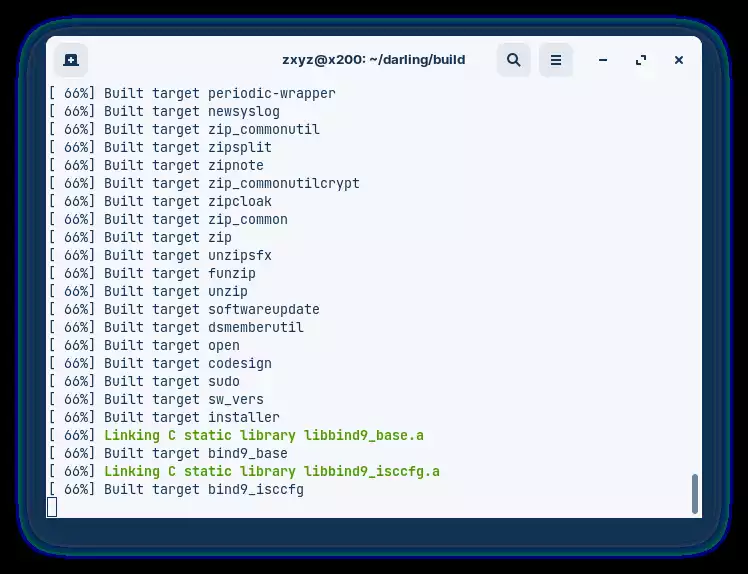 zxyz@x200: ~/darling/build
[ 66%] Built target periodic-wrapper
[ 66%] Built target newsyslog
[ 66%] Built target zip_commonutil
[ 66%] Built target zipsplit
[ 66%] Built target zipnote
[ 66%] Built target zip_commonutilcrypt
[ 66%] Built target zipcloak
[ 66%] Built target zip_common
[ 66%] Built target zip
[ 66%] Built target unzipsfx
[ 66%] Built target funzip
[ 66%] Built target unzip
[ 66%] Built target softwareupdate
[ 66%] Built target dsmemberutil
[ 66%] Built target open
[ 66%] Built target codesign
[ 66%] Built target sudo
[ 66%] Built target sw_vers
[ 66%] Built target installer
[ 66%] Linking C static library libbind9_base.a
[ 66%] Built target bind9_base
[ 66%] Linking C static library libbind9_isccfg.a
[ 66%] Built target bind9_isccfg